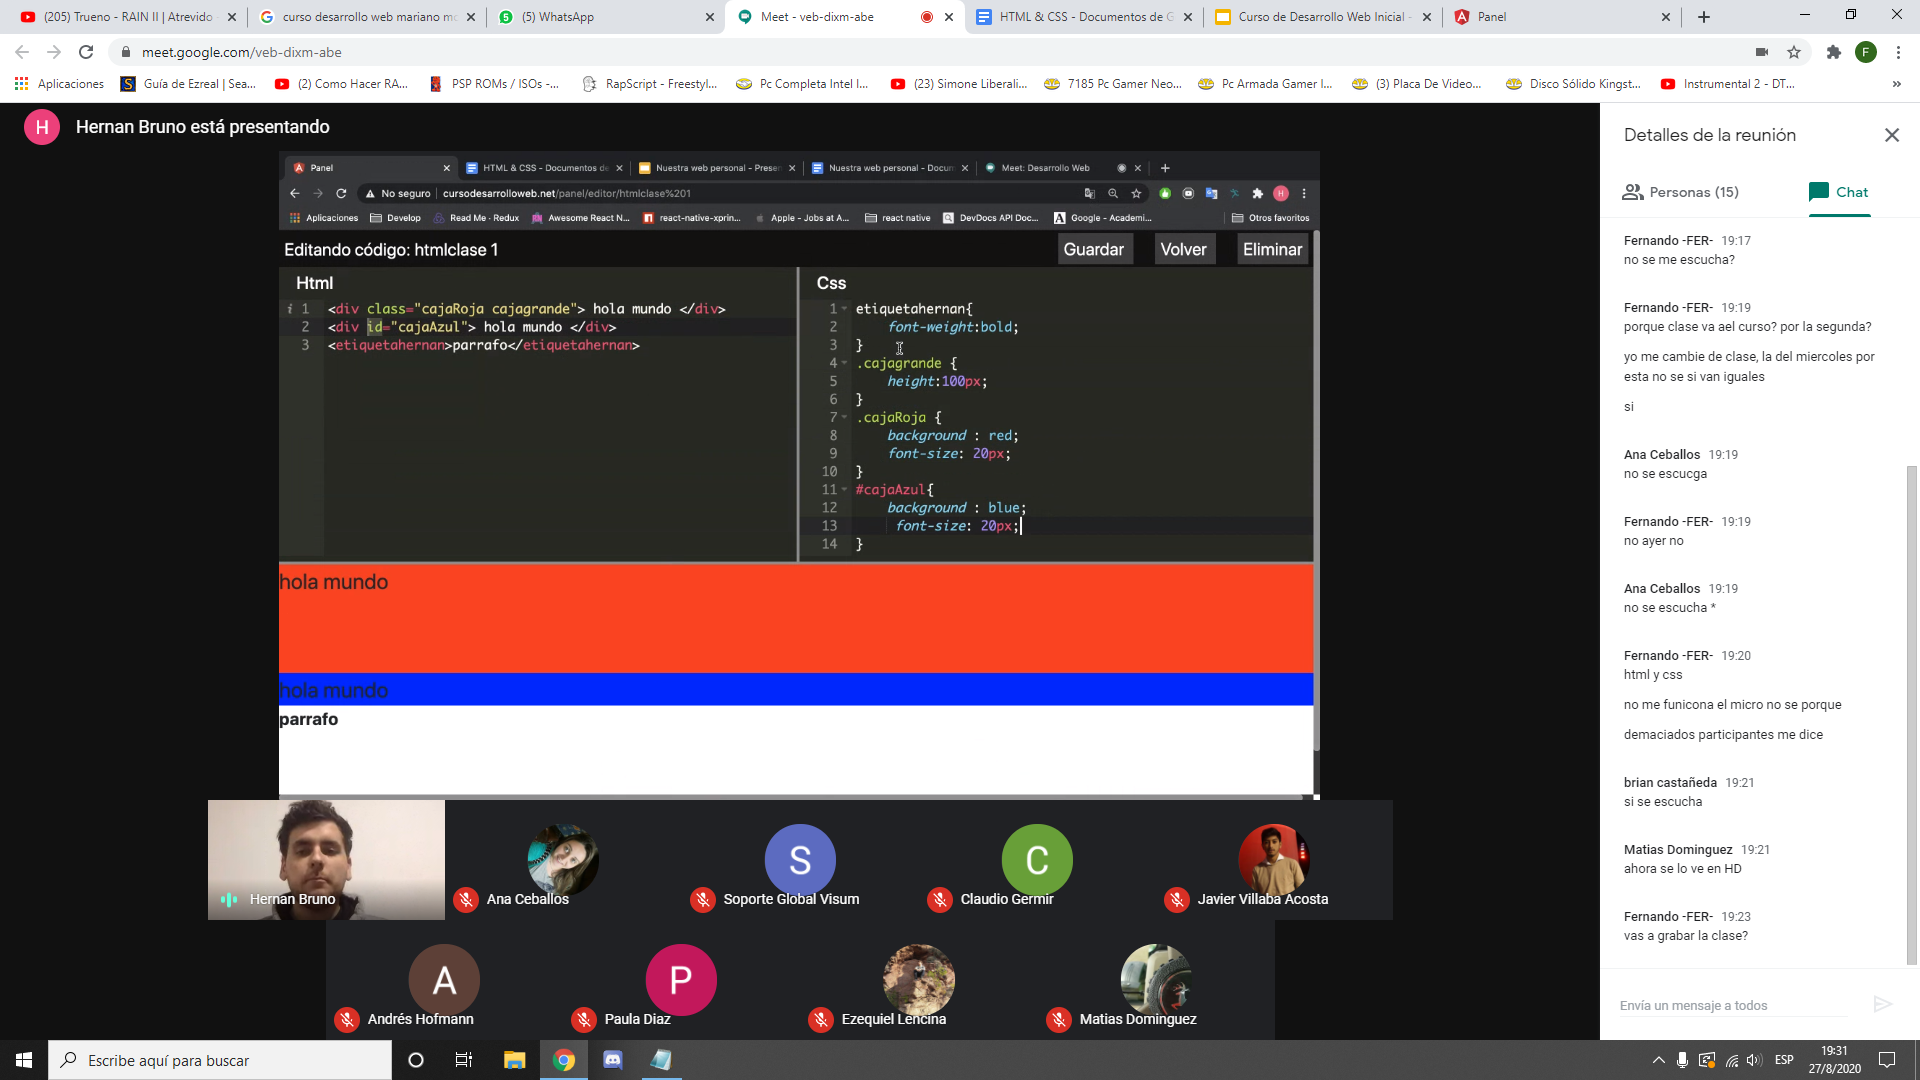 (205) Trueno - RAIN II | Atrevido
curso desarrollo web mariano mo
(5) WhatsApp
Meet - veb-dixm-abe
HTML & CSS - Documentos de G
Curso de Desarrollo Web Inicial -
Panel
meet.google.com/veb-dixm-abe
F
Aplicaciones
Guía de Ezreal | Sea...
(2) Como Hacer RA...
PSP ROMs / ISOs -...
RapScript - Freestyl...
Pc Completa Intel I...
(23) Simone Liberali...
7185 Pc Gamer Neo...
Pc Armada Gamer I...
(3) Placa De Video...
Disco Sólido Kingst...
Instrumental 2 - DT...
»
H
Hernan Bruno está presentando
Panel
HTML & CSS - Documentos de
Nuestra web personal - Presen
Nuestra web personal - Docum
Meet: Desarrollo Web
No seguro
cursodesarrolloweb.net/panel/editor/htmlclase%201
H
Aplicaciones
Develop
Read Me · Redux
Awesome React N...
react-native-xprin...
Apple - Jobs at A...
react native
DevDocs API Doc...
Google - Academi...
Otros favoritos
Editando código: htmlclase 1
Guardar
Volver
Eliminar
Html
i 1 <div class="cajaRoja cajagrande"> hola mundo </div>
2 <div id="cajaAzul"> hola mundo </div>
3 <etiquetahernan>parrafo</etiquetahernan>
Css
1 etiquetahernan{
2 font-weight:bold;
3 }
4 .cajagrande {
5 height:100px;
6 }
7 .cajaRoja {
8 background : red;
9 font-size: 20px;
10 }
11 #cajaAzul{
12 background : blue;
13 font-size: 20px;
14 }
hola mundo
hola mundo
parrafo
Hernan Bruno
Ana Ceballos
S
Soporte Global Visum
C
Claudio Germir
Javier Villaba Acosta
A
Andrés Hofmann
P
Paula Diaz
Ezequiel Lencina
Matias Dominguez
Detalles de la reunión
Personas (15)
Chat
Fernando -FER- 19:17
no se me escucha?
Fernando -FER- 19:19
porque clase va ael curso? por la segunda?
yo me cambie de clase, la del miercoles por
esta no se si van iguales
si
Ana Ceballos 19:19
no se escucga
Fernando -FER- 19:19
no ayer no
Ana Ceballos 19:19
no se escucha *
Fernando -FER- 19:20
html y css
no me funicona el micro no se porque
demaciados participantes me dice
brian castañeda 19:21
si se escucha
Matias Dominguez 19:21
ahora se lo ve en HD
Fernando -FER- 19:23
vas a grabar la clase?
Envía un mensaje a todos
Escribe aquí para buscar
ESP
19:31
27/8/2020